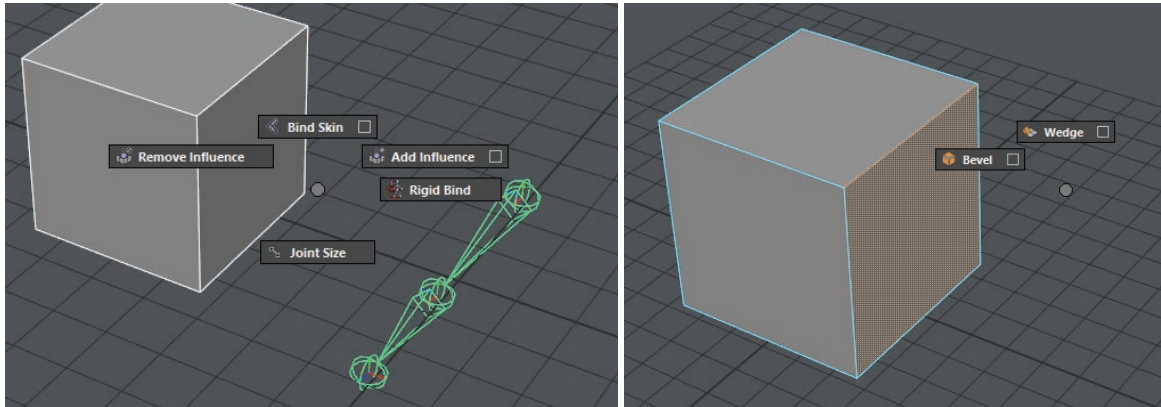 Bind Skin
Remove Influence
Add Influence
Rigid Bind
Joint Size
Wedge
Bevel